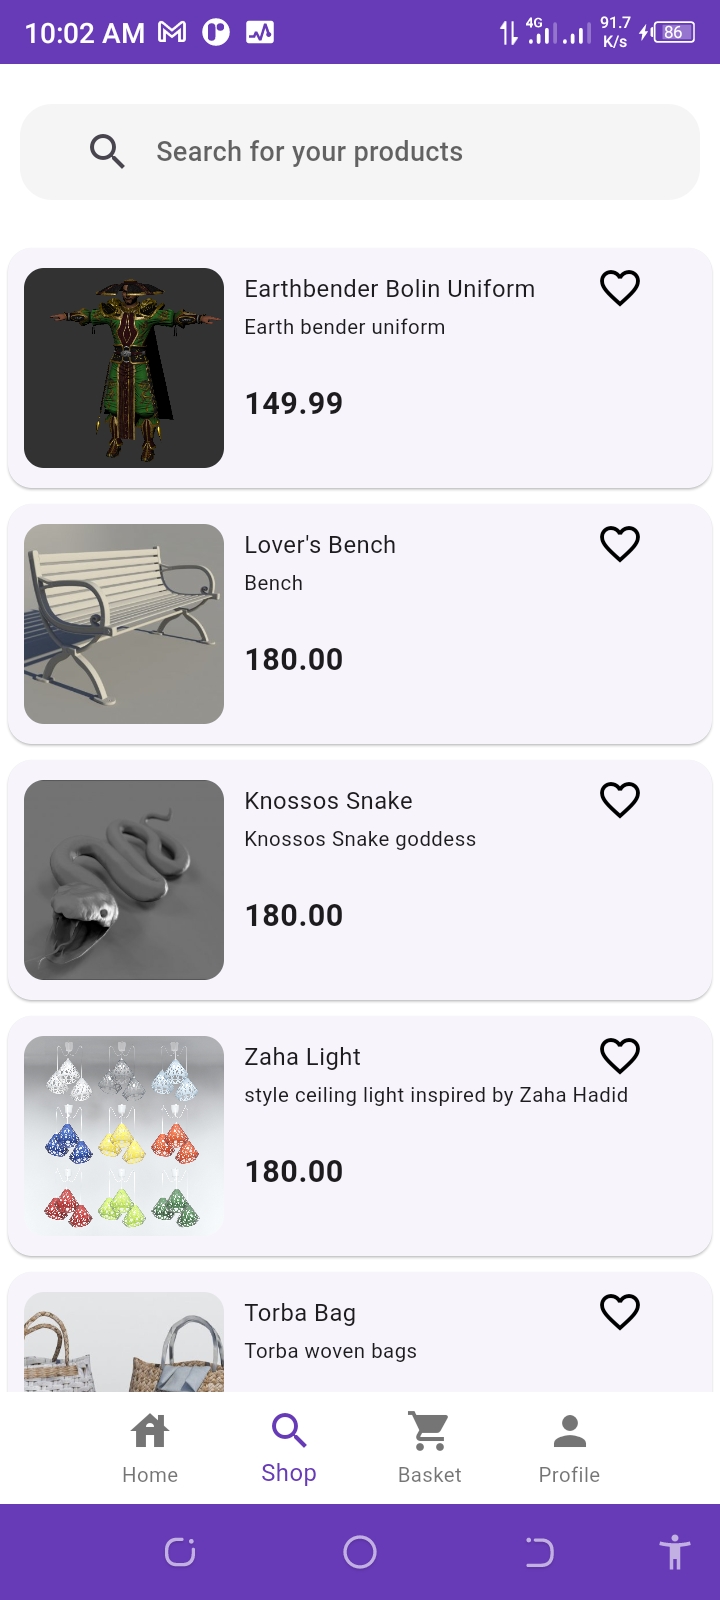 10:02 AM 4G 91.7 K/s 86
Search for your products
Earthbender Bolin Uniform
Earth bender uniform
149.99
Lover's Bench
Bench
180.00
Knossos Snake
Knossos Snake goddess
180.00
Zaha Light
style ceiling light inspired by Zaha Hadid
180.00
Torba Bag
Torba woven bags
Home Shop Basket Profile